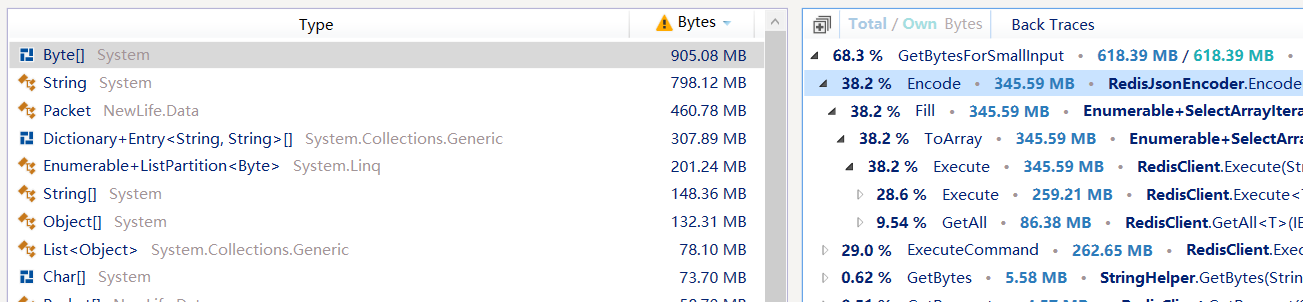 Type Bytes
Byte[] System 905.08 MB
String System 798.12 MB
Packet NewLife.Data 460.78 MB
Dictionary+Entry<String, String>[] System.Collections.Generic 307.89 MB
Enumerable+ListPartition<Byte> System.Linq 201.24 MB
String[] System 148.36 MB
Object[] System 132.31 MB
List<Object> System.Collections.Generic 78.10 MB
Char[] System 73.70 MB
Total / Own Bytes Back Traces
68.3 % GetBytesForSmallInput • 618.39 MB / 618.39 MB •
38.2 % Encode • 345.59 MB • RedisJsonEncoder.Encode
38.2 % Fill • 345.59 MB • Enumerable+SelectArrayItera
38.2 % ToArray • 345.59 MB • Enumerable+SelectArra
38.2 % Execute • 345.59 MB • RedisClient.Execute(Str
28.6 % Execute • 259.21 MB • RedisClient.Execute<T
9.54 % GetAll • 86.38 MB • RedisClient.GetAll<T>(IE
29.0 % ExecuteCommand • 262.65 MB • RedisClient.Exec
0.62 % GetBytes • 5.58 MB • StringHelper.GetBytes(Strin